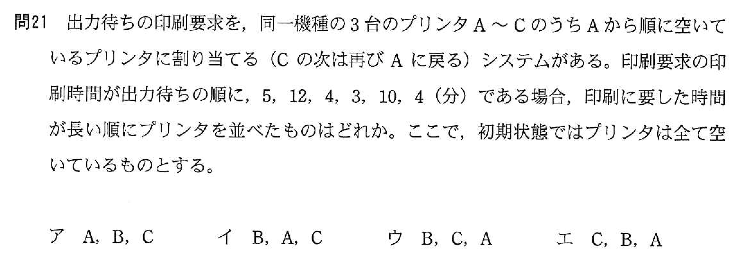 問21 出力待ちの印刷要求を，同一機種の3台のプリンタA～CのうちAから順に空いて
いるプリンタに割り当てる（Cの次は再びAに戻る）システムがある。印刷要求の印
刷時間が出力待ちの順に，5，12，4，3，10，4（分）である場合，印刷に要した時間
が長い順にプリンタを並べたものはどれか。ここで，初期状態ではプリンタは全て空
いているものとする。
ア A，B，C イ B，A，C ウ B，C，A エ C，B，A